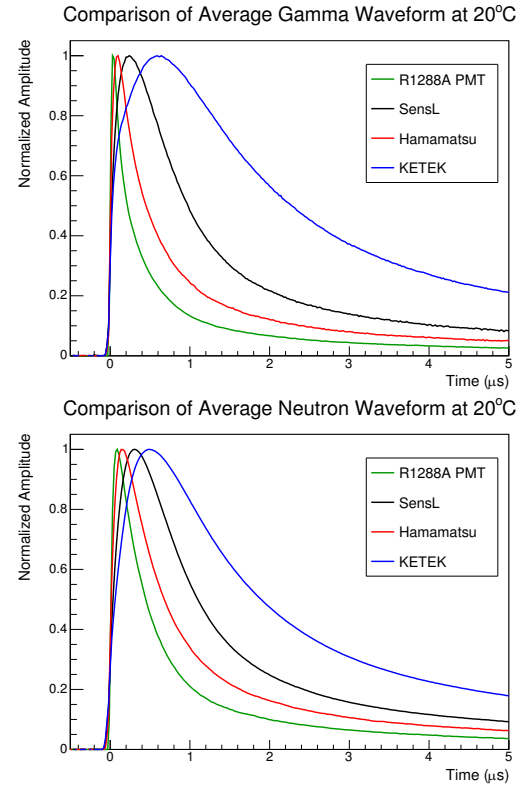 Comparison of Average Gamma Waveform at 20°C
Normalized Amplitude
1
0.8
0.6
0.4
0.2
0
R1288A PMT
SensL
Hamamatsu
KETEK
0 1 2 3 4 5
Time (μs)
Comparison of Average Neutron Waveform at 20°C
Normalized Amplitude
1
0.8
0.6
0.4
0.2
0
R1288A PMT
SensL
Hamamatsu
KETEK
0 1 2 3 4 5
Time (μs)